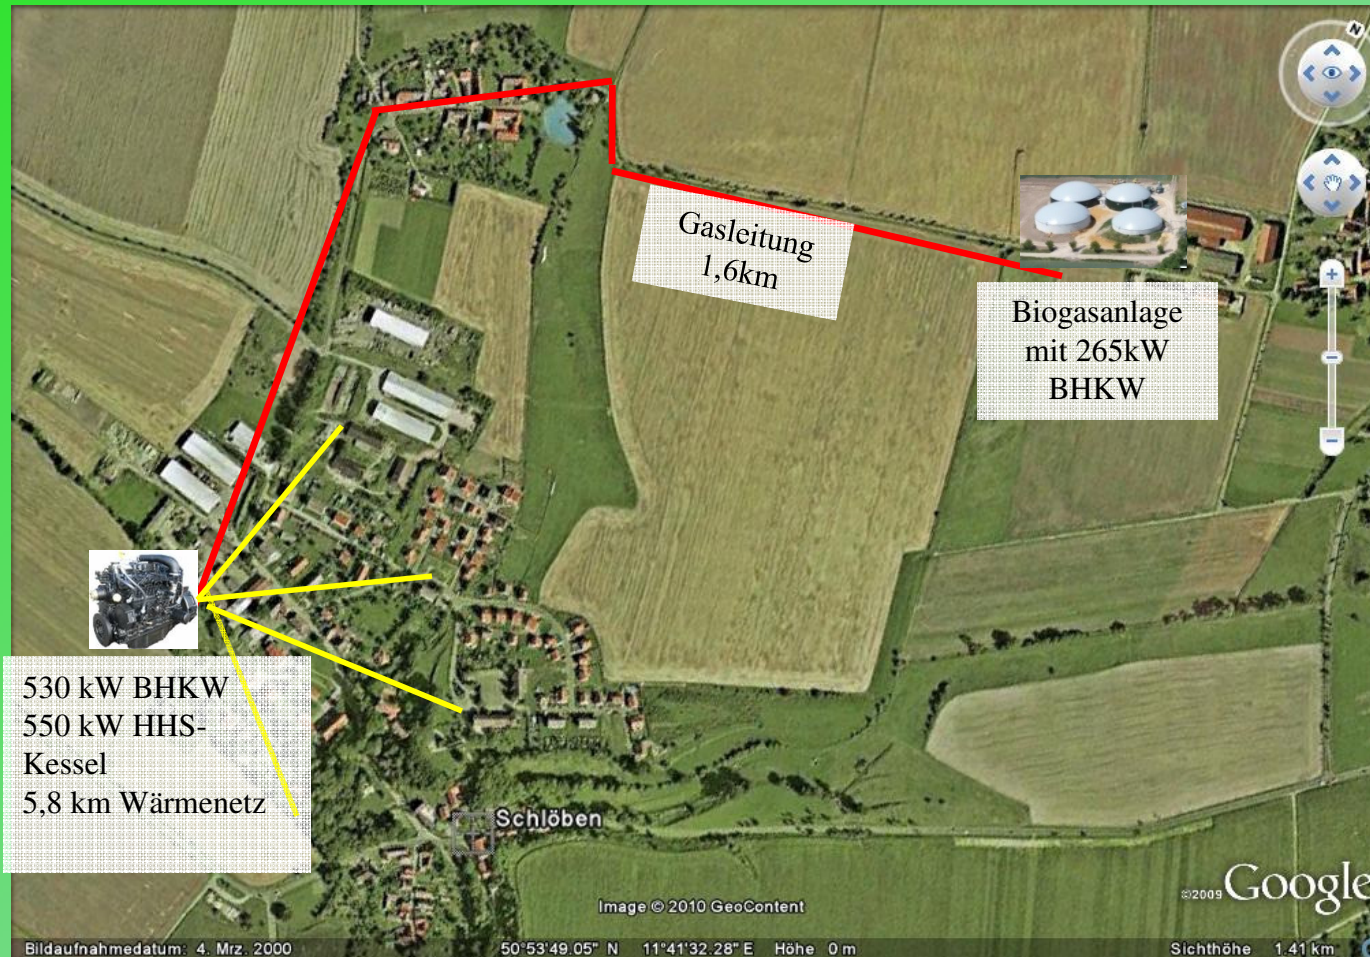 N
Gasleitung
1,6km
Biogasanlage
mit 265kW
BHKW
530 kW BHKW
550 kW HHS-
Kessel
5,8 km Wärmenetz
Schlöben
©2009 Google
Image © 2010 GeoContent
Bildaufnahmedatum: 4. Mrz. 2000 50°53'49.05" N 11°41'32.28" E Höhe 0 m Sichthöhe 1.41 km